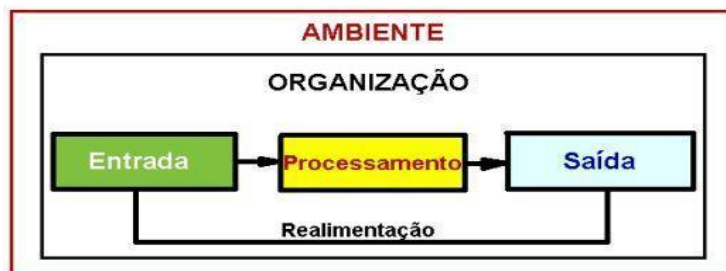 AMBIENTE
ORGANIZAÇÃO
Entrada
Processamento
Saída
Realimentação